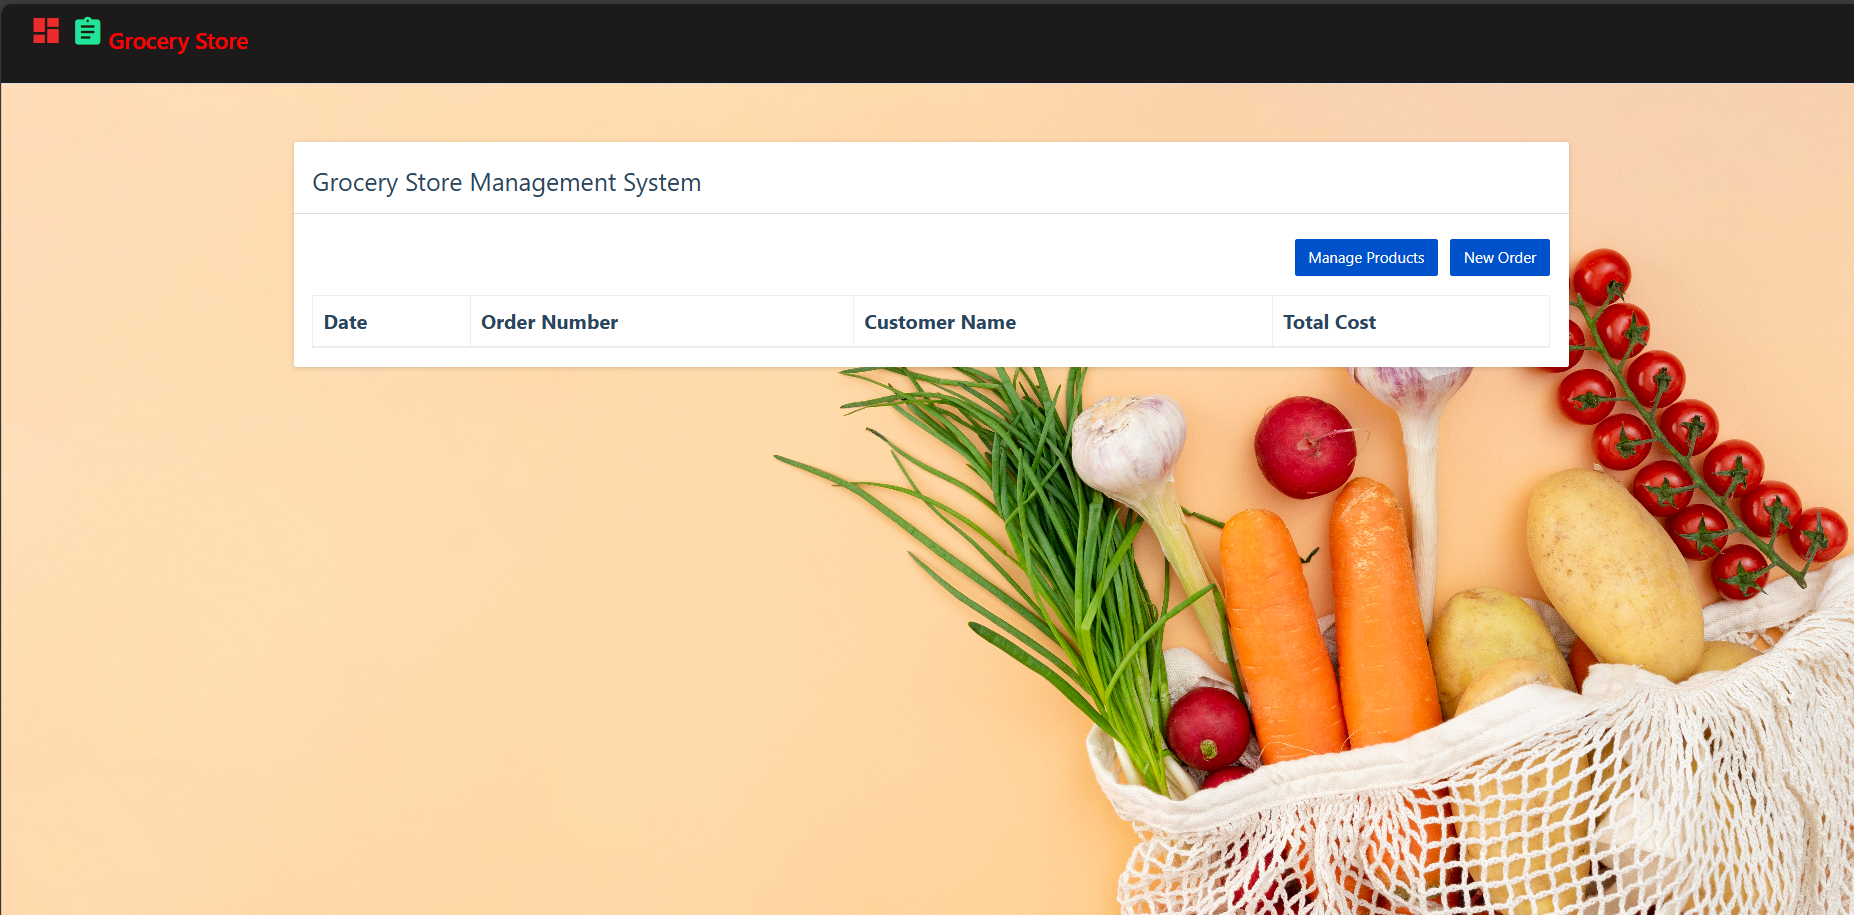 Grocery Store
Grocery Store Management System
Manage Products New Order
Date Order Number Customer Name Total Cost